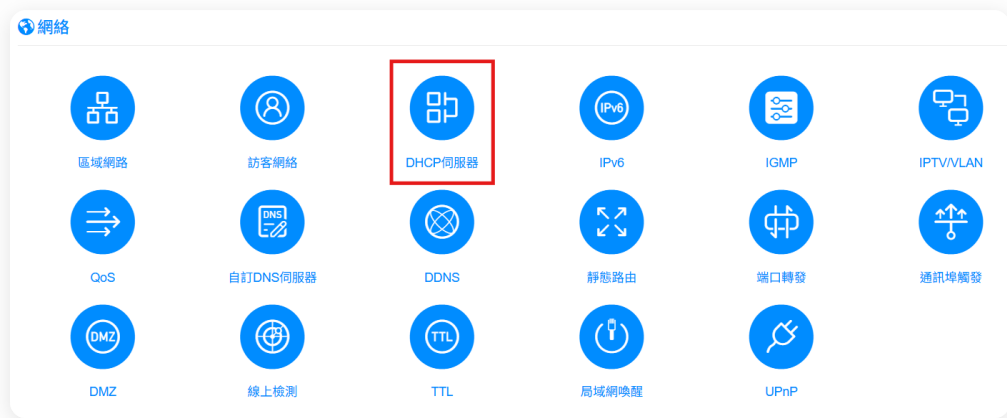 網絡
區域網路
訪客網絡
DHCP伺服器
IPv6
IPv6
IGMP
IPTV/VLAN
QoS
DNS
自訂DNS伺服器
DDNS
靜態路由
端口轉發
通訊埠觸發
DMZ
DMZ
線上檢測
TTL
TTL
局域網喚醒
UPnP